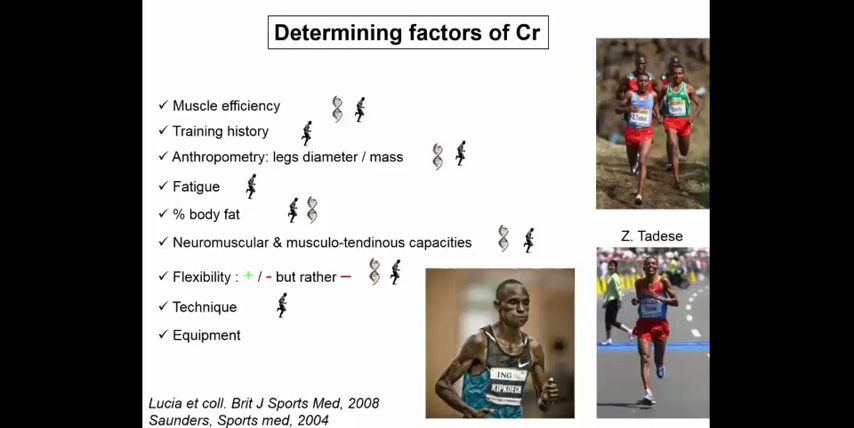 Determining factors of Cr
✓ Muscle efficiency
✓ Training history
✓ Anthropometry: legs diameter / mass
✓ Fatigue
✓ % body fat
✓ Neuromuscular & musculo-tendinous capacities
✓ Flexibility : + / - but rather –
✓ Technique
✓ Equipment
Z. Tadese
ING
KIPKOECH
Lucia et coll. Brit J Sports Med, 2008
Saunders, Sports med, 2004